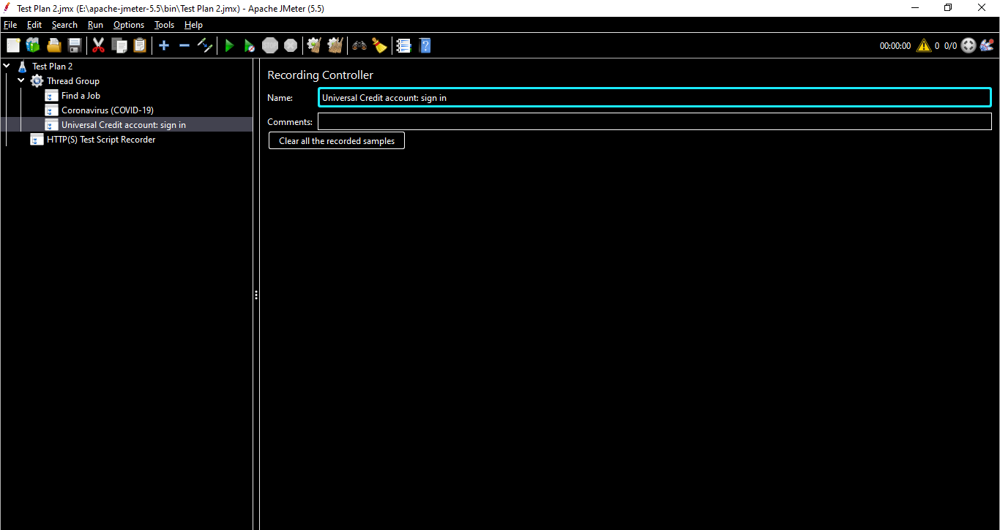 Test Plan 2.jmx (E:\apache-jmeter-5.5\bin\Test Plan 2.jmx) - Apache JMeter (5.5)
File Edit Search Run Options Tools Help
00:00:00 0 0/0
Test Plan 2
Thread Group
Find a Job
Coronavirus (COVID-19)
Universal Credit account: sign in
HTTP(S) Test Script Recorder
Recording Controller
Name: Universal Credit account: sign in
Comments:
Clear all the recorded samples